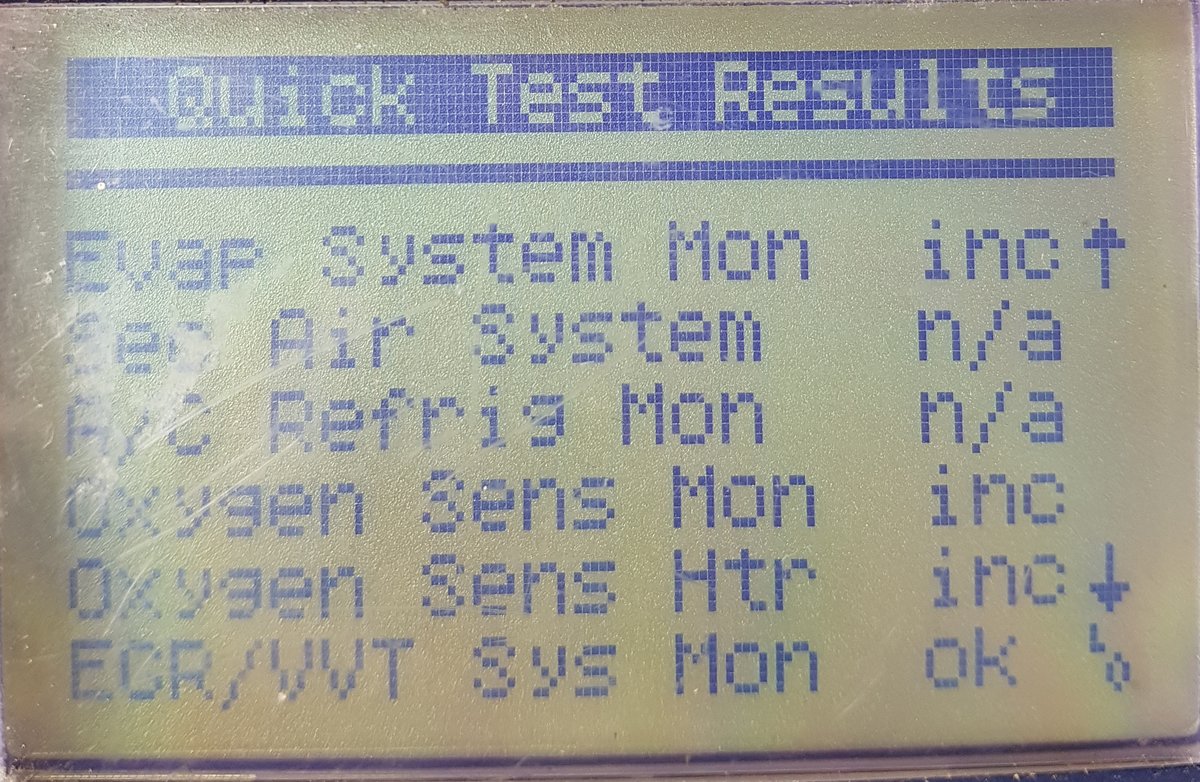 Quick Test Results
Evap System Mon inc ↑
Sec Air System n/a
A/C Refrig Mon n/a
Oxygen Sens Mon inc
Oxygen Sens Htr inc ↓
EGR/VVT Sys Mon ok